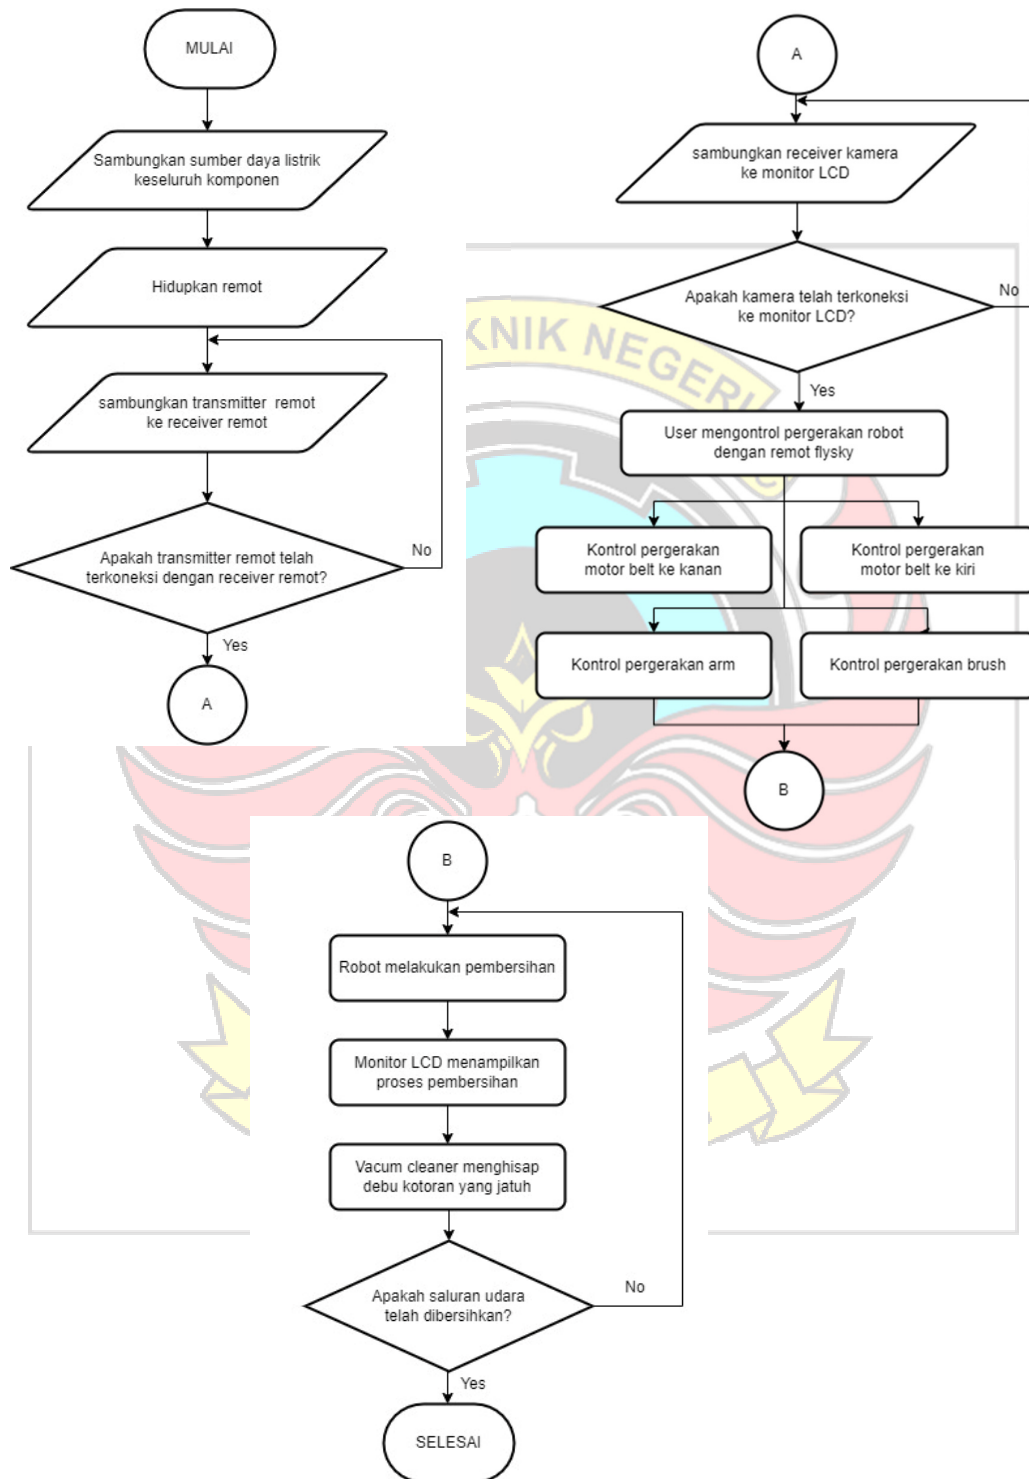 MULAI
Sambungkan sumber daya listrik
keseluruh komponen
Hidupkan remot
sambungkan transmitter remot
ke receiver remot
Apakah transmitter remot telah
terkoneksi dengan receiver remot?
No
Yes
A
A
sambungkan receiver kamera
ke monitor LCD
Apakah kamera telah terkoneksi
ke monitor LCD?
No
Yes
User mengontrol pergerakan robot
dengan remot flysky
Kontrol pergerakan
motor belt ke kanan
Kontrol pergerakan
motor belt ke kiri
Kontrol pergerakan arm
Kontrol pergerakan brush
B
B
Robot melakukan pembersihan
Monitor LCD menampilkan
proses pembersihan
Vacum cleaner menghisap
debu kotoran yang jatuh
Apakah saluran udara
telah dibersihkan?
No
Yes
SELESAI
KNIK NEGERI